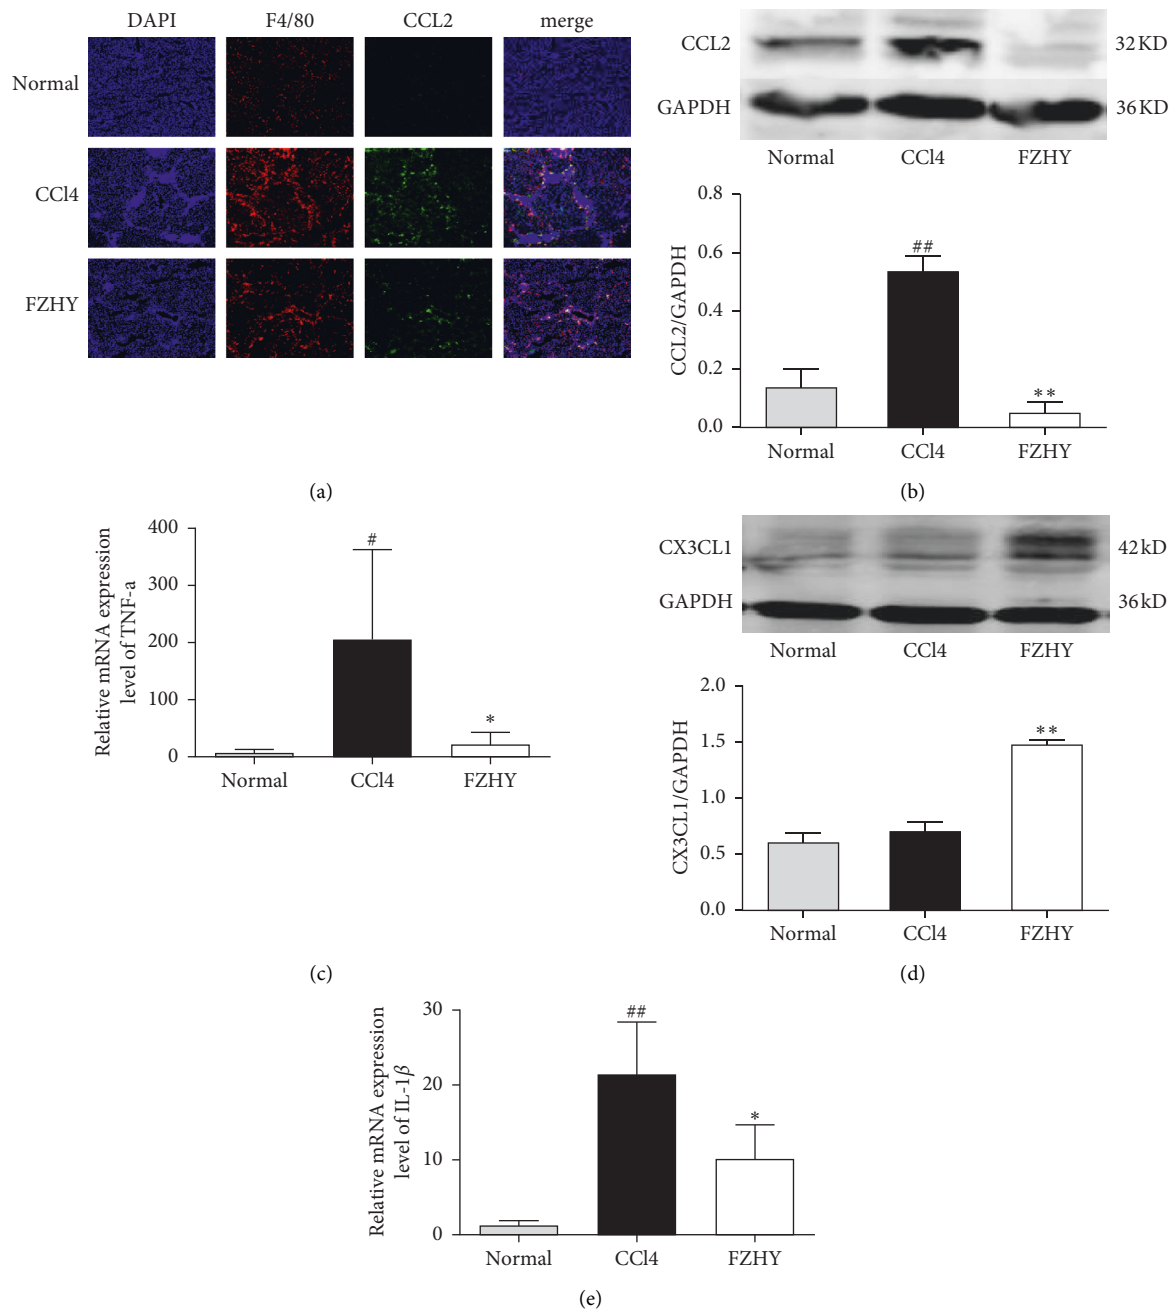 DAPI F4/80 CCL2 merge
Normal
CCl4
FZHY
(a)
CCL2 32 KD
GAPDH 36 KD
Normal CCl4 FZHY
CCL2/GAPDH
0.8
0.6
0.4
0.2
0.0
##
**
Normal CCl4 FZHY
(b)
Relative mRNA expression
level of TNF-a
400
300
200
100
0
#
*
Normal CCl4 FZHY
(c)
CX3CL1 42 kD
GAPDH 36 kD
Normal CCl4 FZHY
CX3CL1/GAPDH
2.0
1.5
1.0
0.5
0.0
**
Normal CCl4 FZHY
(d)
Relative mRNA expression
level of IL-1β
30
20
10
0
##
*
Normal CCl4 FZHY
(e)